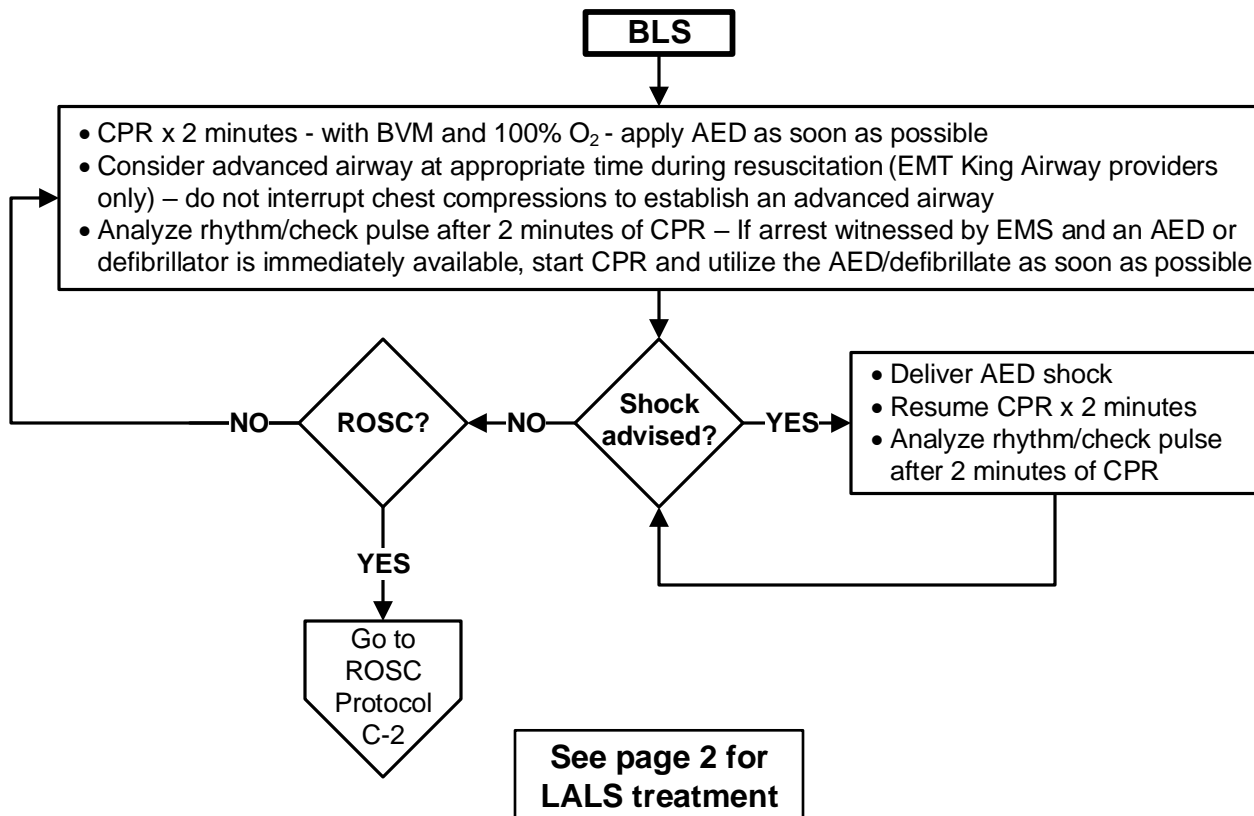 BLS
• CPR x 2 minutes - with BVM and 100% O₂ - apply AED as soon as possible
• Consider advanced airway at appropriate time during resuscitation (EMT King Airway providers
only) – do not interrupt chest compressions to establish an advanced airway
• Analyze rhythm/check pulse after 2 minutes of CPR – If arrest witnessed by EMS and an AED or
defibrillator is immediately available, start CPR and utilize the AED/defibrillate as soon as possible
NO
ROSC?
NO
Shock
advised?
YES
• Deliver AED shock
• Resume CPR x 2 minutes
• Analyze rhythm/check pulse
after 2 minutes of CPR
YES
Go to
ROSC
Protocol
C-2
See page 2 for
LALS treatment